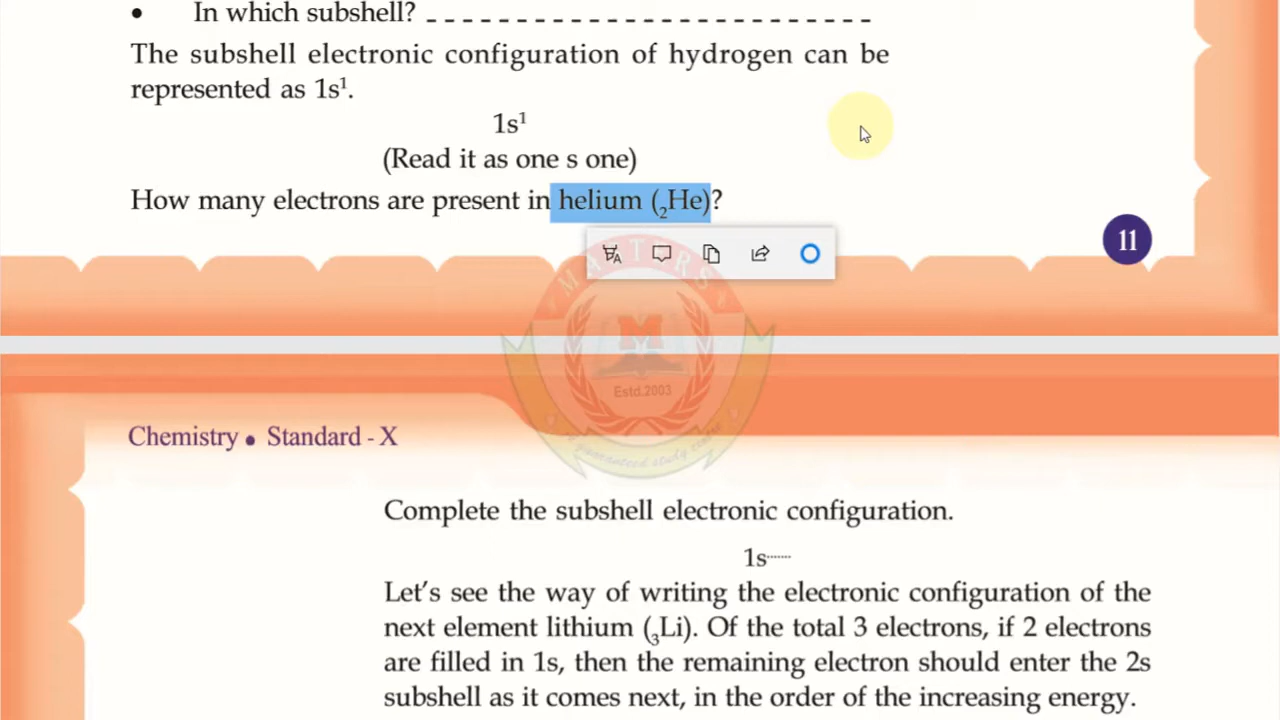 • In which subshell? _ _ _ _ _ _ _ _ _ _ _ _ _ _ _ _ _ _ _ _ _ _ _ _
The subshell electronic configuration of hydrogen can be
represented as 1s¹.
1s¹
(Read it as one s one)
How many electrons are present in helium (₂He)?
11
MASTERS
M
Estd.2003
Chemistry • Standard - X
Complete the subshell electronic configuration.
1s.......
Let's see the way of writing the electronic configuration of the
next element lithium (₃Li). Of the total 3 electrons, if 2 electrons
are filled in 1s, then the remaining electron should enter the 2s
subshell as it comes next, in the order of the increasing energy.